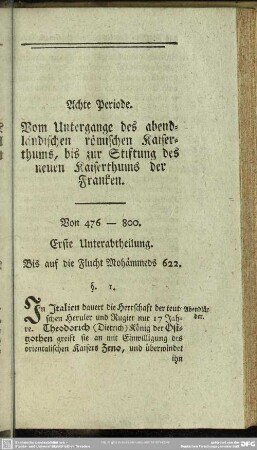 Achte Periode.
Vom Untergange des abend-
ländischen römischen Kaiser-
thums, bis zur Stiftung des
neuen Kaiserthums der
Franken.
Von 476 — 800.
Erste Unterabtheilung.
Bis auf die Flucht Mohämmeds 622.
§. 1.
In Italien dauert die Herrschaft der teut-
schen Heruler und Rugier nur 17 Jah-
re. Theodorich (Dietrich) König der Ost-
gothen greift sie an mit Einwilligung des
orientalischen Kaisers Zeno, und überwindet
ihn
Abendlän-
der.